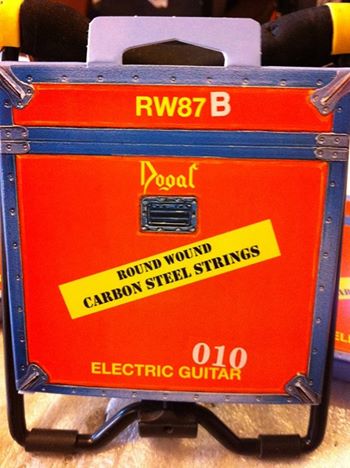 RW87 B
Dogal
ROUND WOUND
CARBON STEEL STRINGS
010
ELECTRIC GUITAR